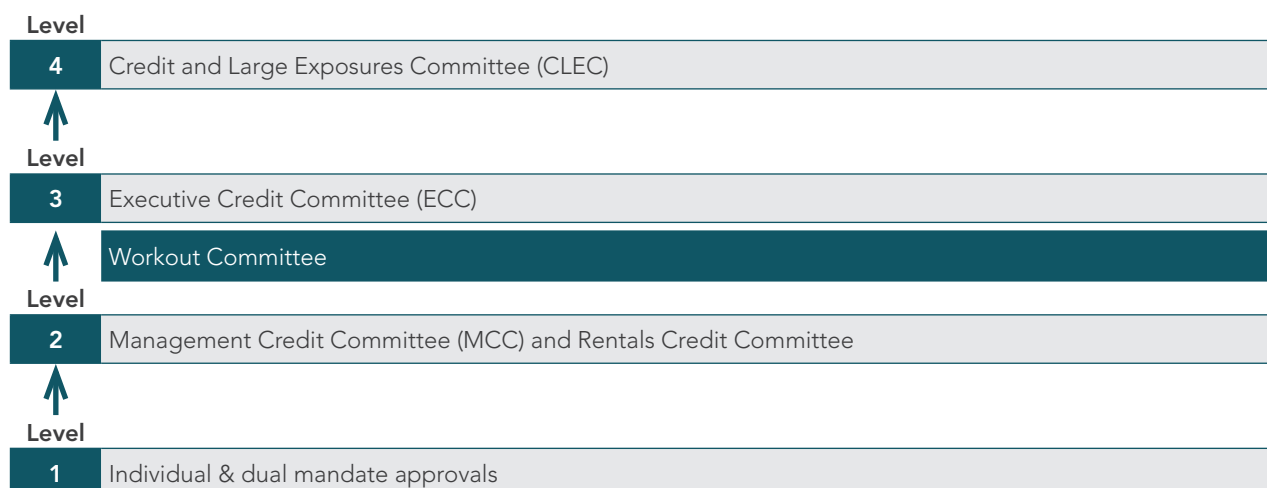 Level
4 Credit and Large Exposures Committee (CLEC)
Level
3 Executive Credit Committee (ECC)
Workout Committee
Level
2 Management Credit Committee (MCC) and Rentals Credit Committee
Level
1 Individual & dual mandate approvals